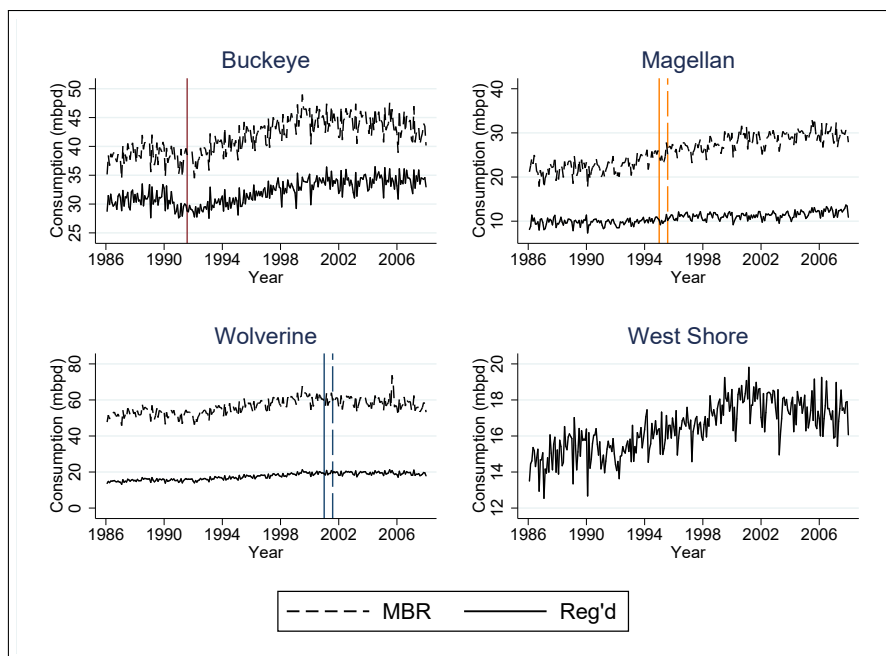 Buckeye
Consumption (mbpd)
50
45
40
35
30
25
1986 1990 1994 1998 2002 2006
Year
Magellan
Consumption (mbpd)
40
30
20
10
1986 1990 1994 1998 2002 2006
Year
Wolverine
Consumption (mbpd)
80
60
40
20
0
1986 1990 1994 1998 2002 2006
Year
West Shore
Consumption (mbpd)
20
18
16
14
12
1986 1990 1994 1998 2002 2006
Year
MBR Reg'd